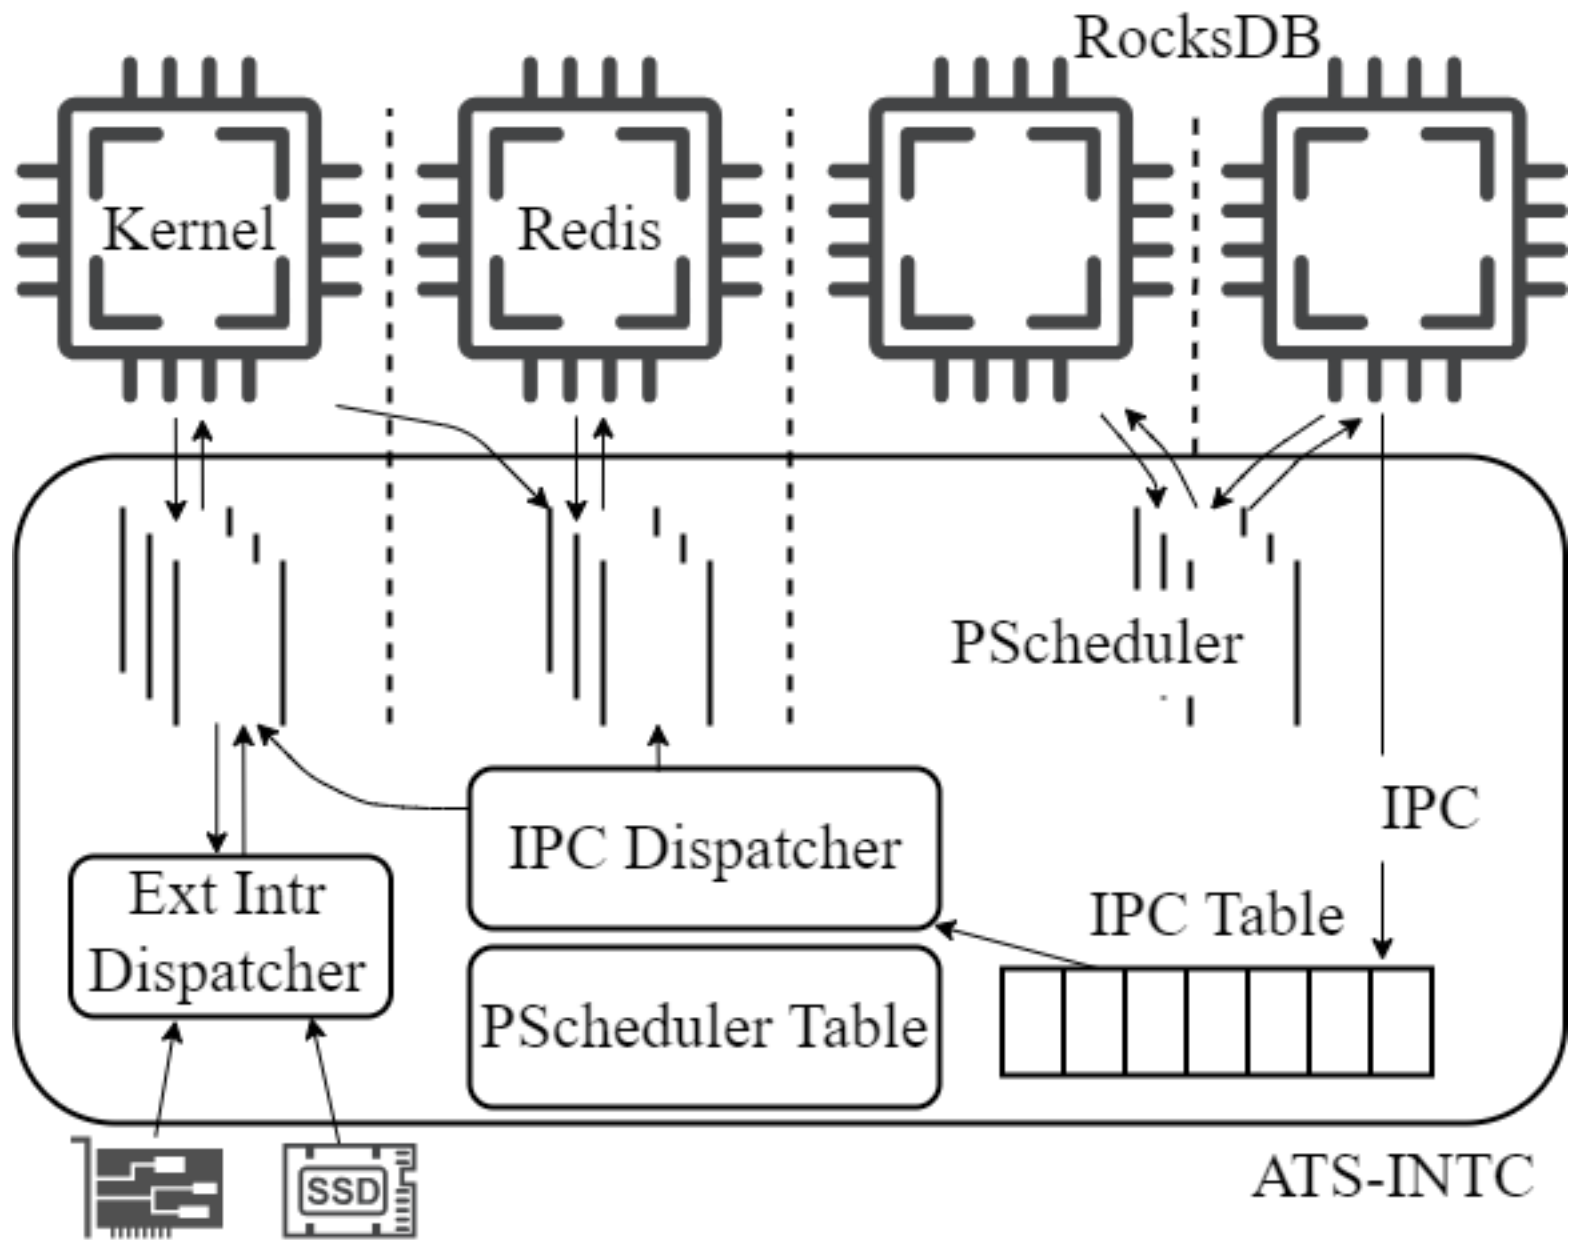 RocksDB
Kernel
Redis
PScheduler
IPC
IPC Dispatcher
Ext Intr
Dispatcher
IPC Table
PScheduler Table
SSD
ATS-INTC